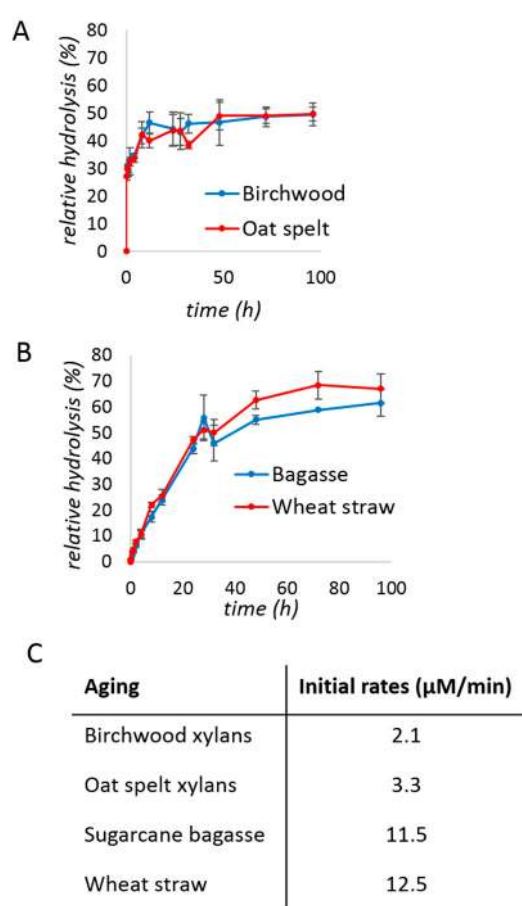 A
relative hydrolysis (%)
80
70
60
50
40
30
20
10
0
Birchwood
Oat spelt
0 50 100
time (h)
B
relative hydrolysis (%)
80
70
60
50
40
30
20
10
0
Bagasse
Wheat straw
0 20 40 60 80 100
time (h)
C
Aging Initial rates (µM/min)
Birchwood xylans 2.1
Oat spelt xylans 3.3
Sugarcane bagasse 11.5
Wheat straw 12.5